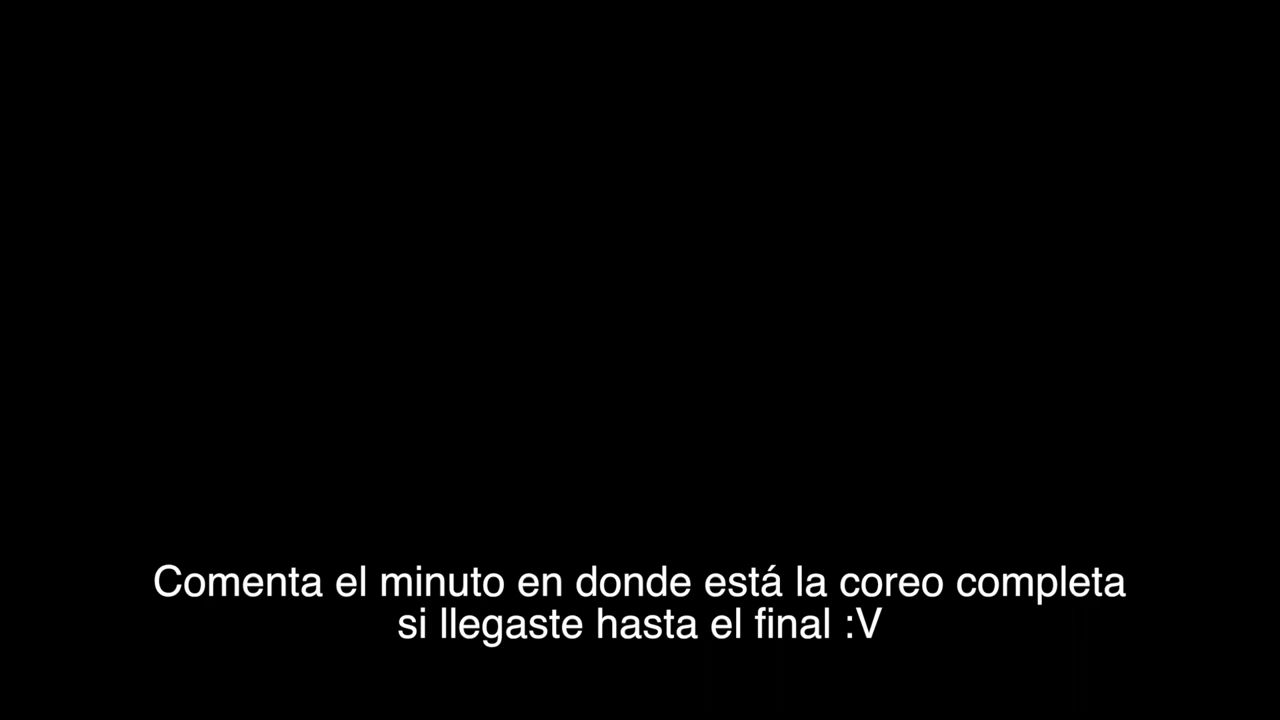 Comenta el minuto en donde está la coreo completa
si llegaste hasta el final :V